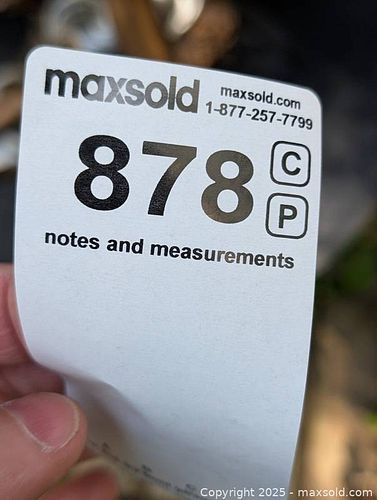 maxsold maxsold.com
1-877-257-7799
878 C
P
notes and measurements
Copyright © 2025 - maxsold.com